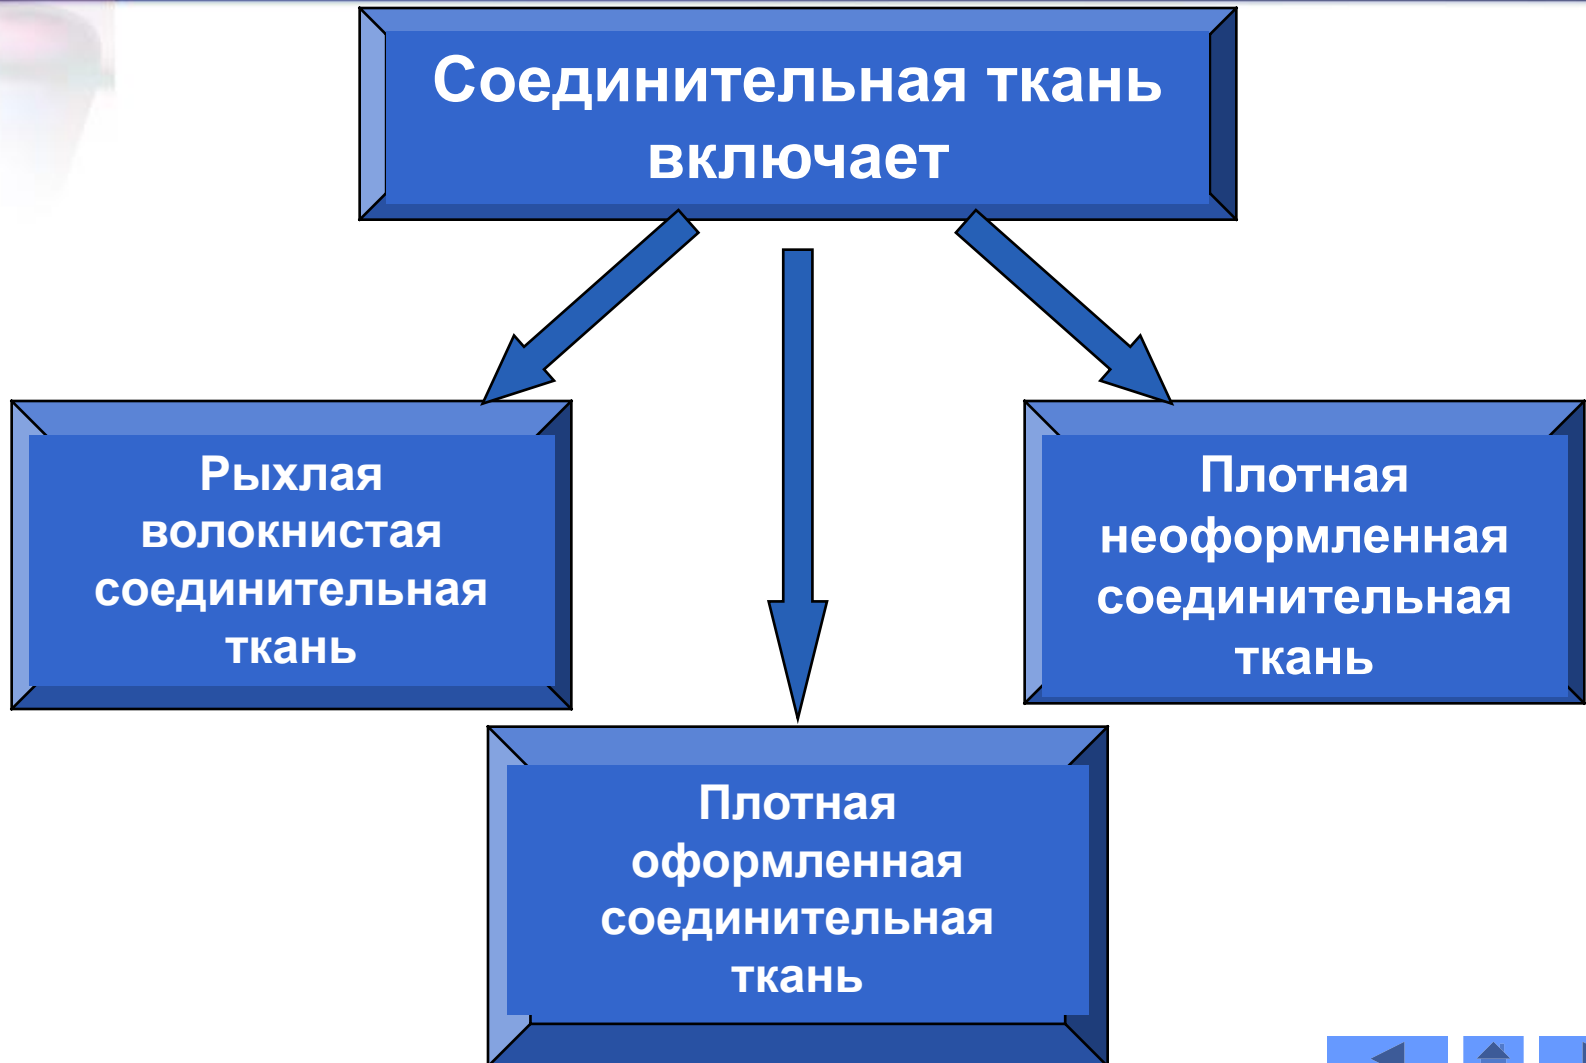 Соединительная ткань
включает
Рыхлая
волокнистая
соединительная
ткань
Плотная
неоформленная
соединительная
ткань
Плотная
оформленная
соединительная
ткань